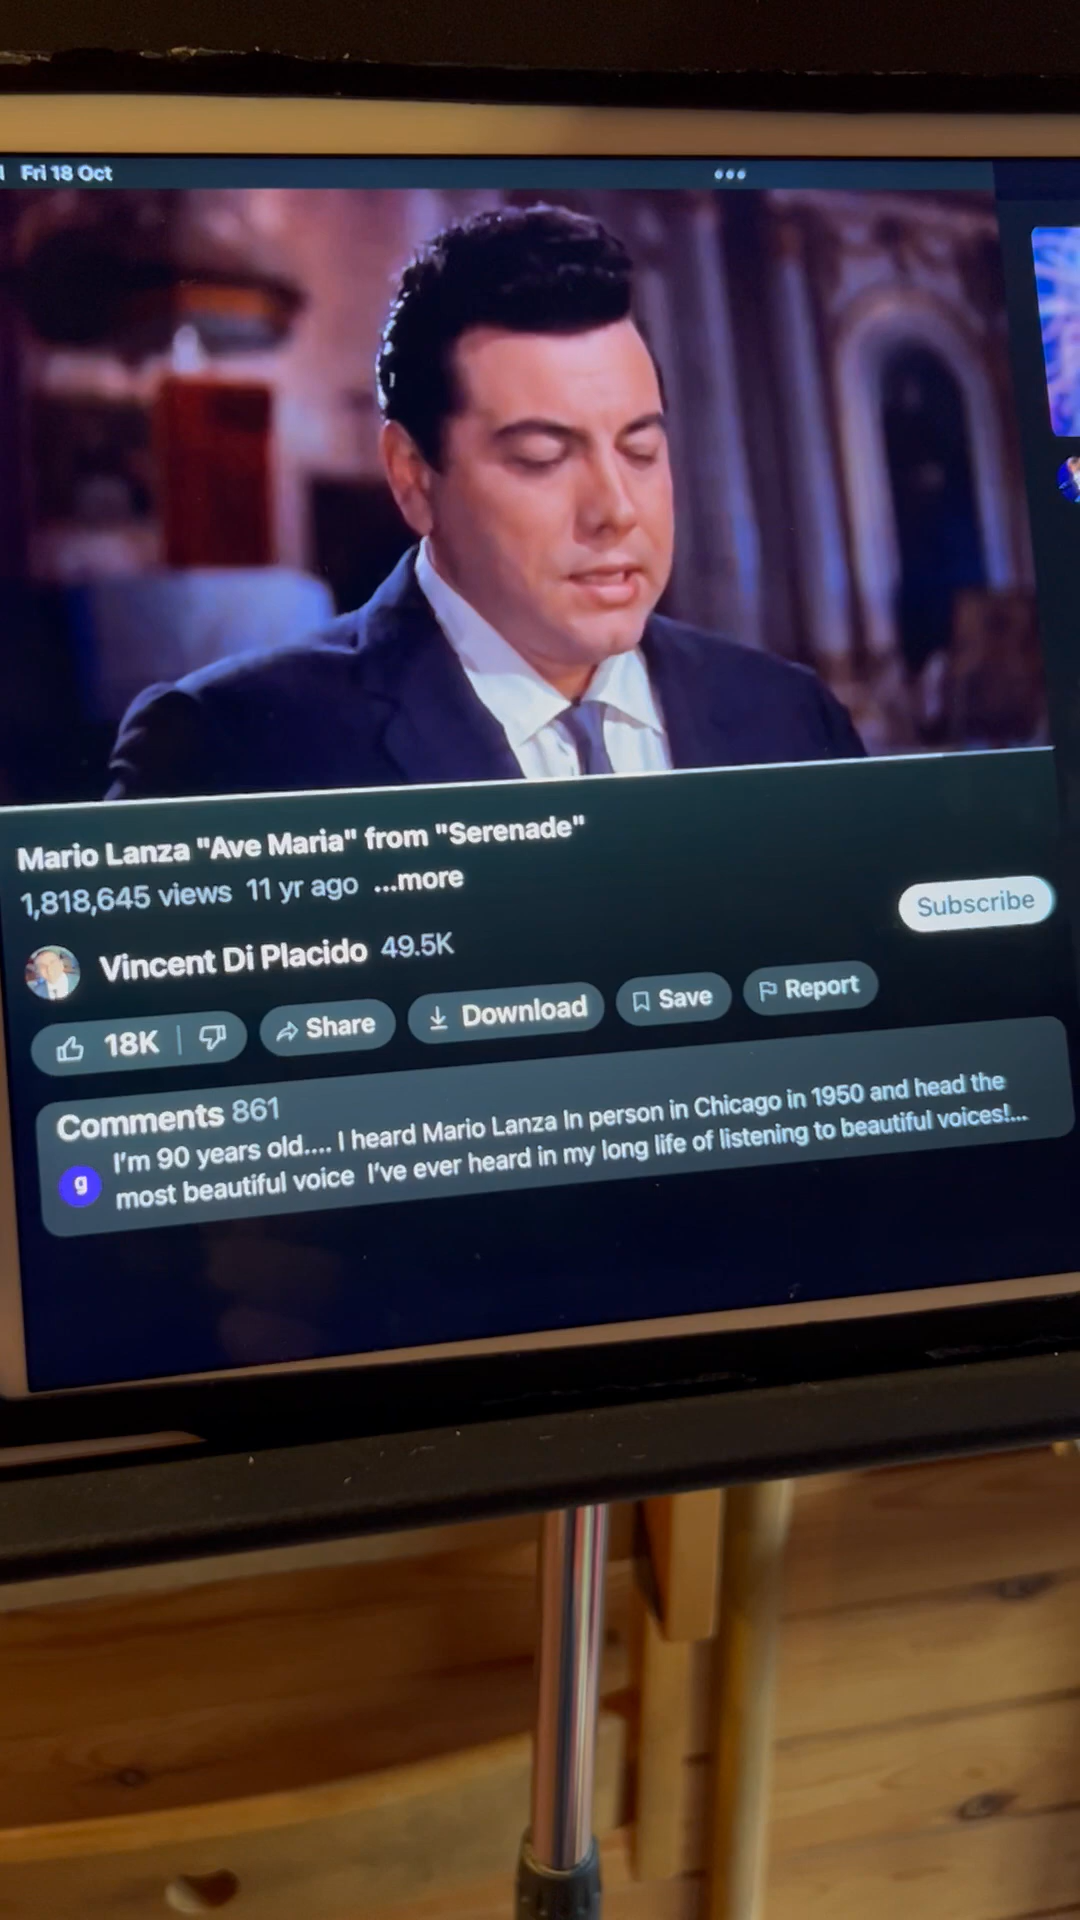 Fri 18 Oct
Mario Lanza "Ave Maria" from "Serenade"
1,818,645 views 11 yr ago ...more
Subscribe
Vincent Di Placido 49.5K
18K
Share
Download
Save
Report
Comments 861
g
I'm 90 years old.... I heard Mario Lanza In person in Chicago in 1950 and head the
most beautiful voice I've ever heard in my long life of listening to beautiful voices!...